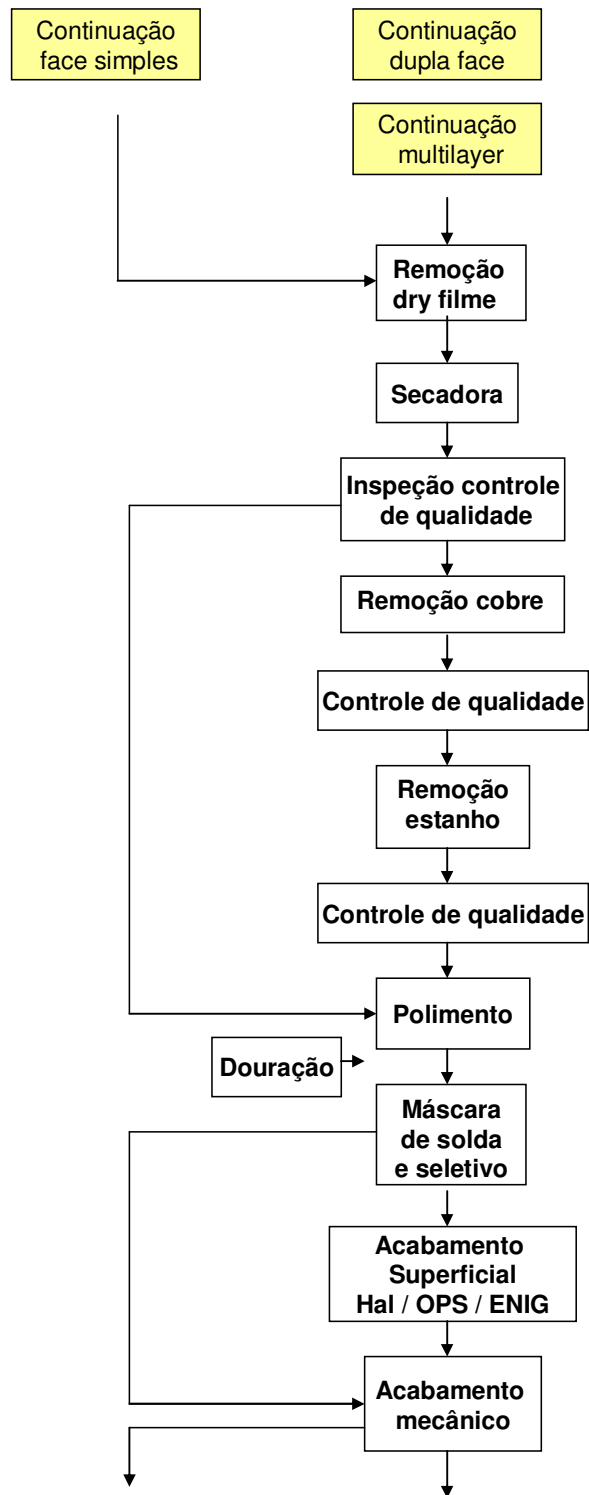 Continuação
face simples
Continuação
dupla face
Continuação
multilayer
Remoção
dry filme
Secadora
Inspeção controle
de qualidade
Remoção cobre
Controle de qualidade
Remoção
estanho
Controle de qualidade
Polimento
Douração
Máscara
de solda
e seletivo
Acabamento
Superficial
Hal / OPS / ENIG
Acabamento
mecânico